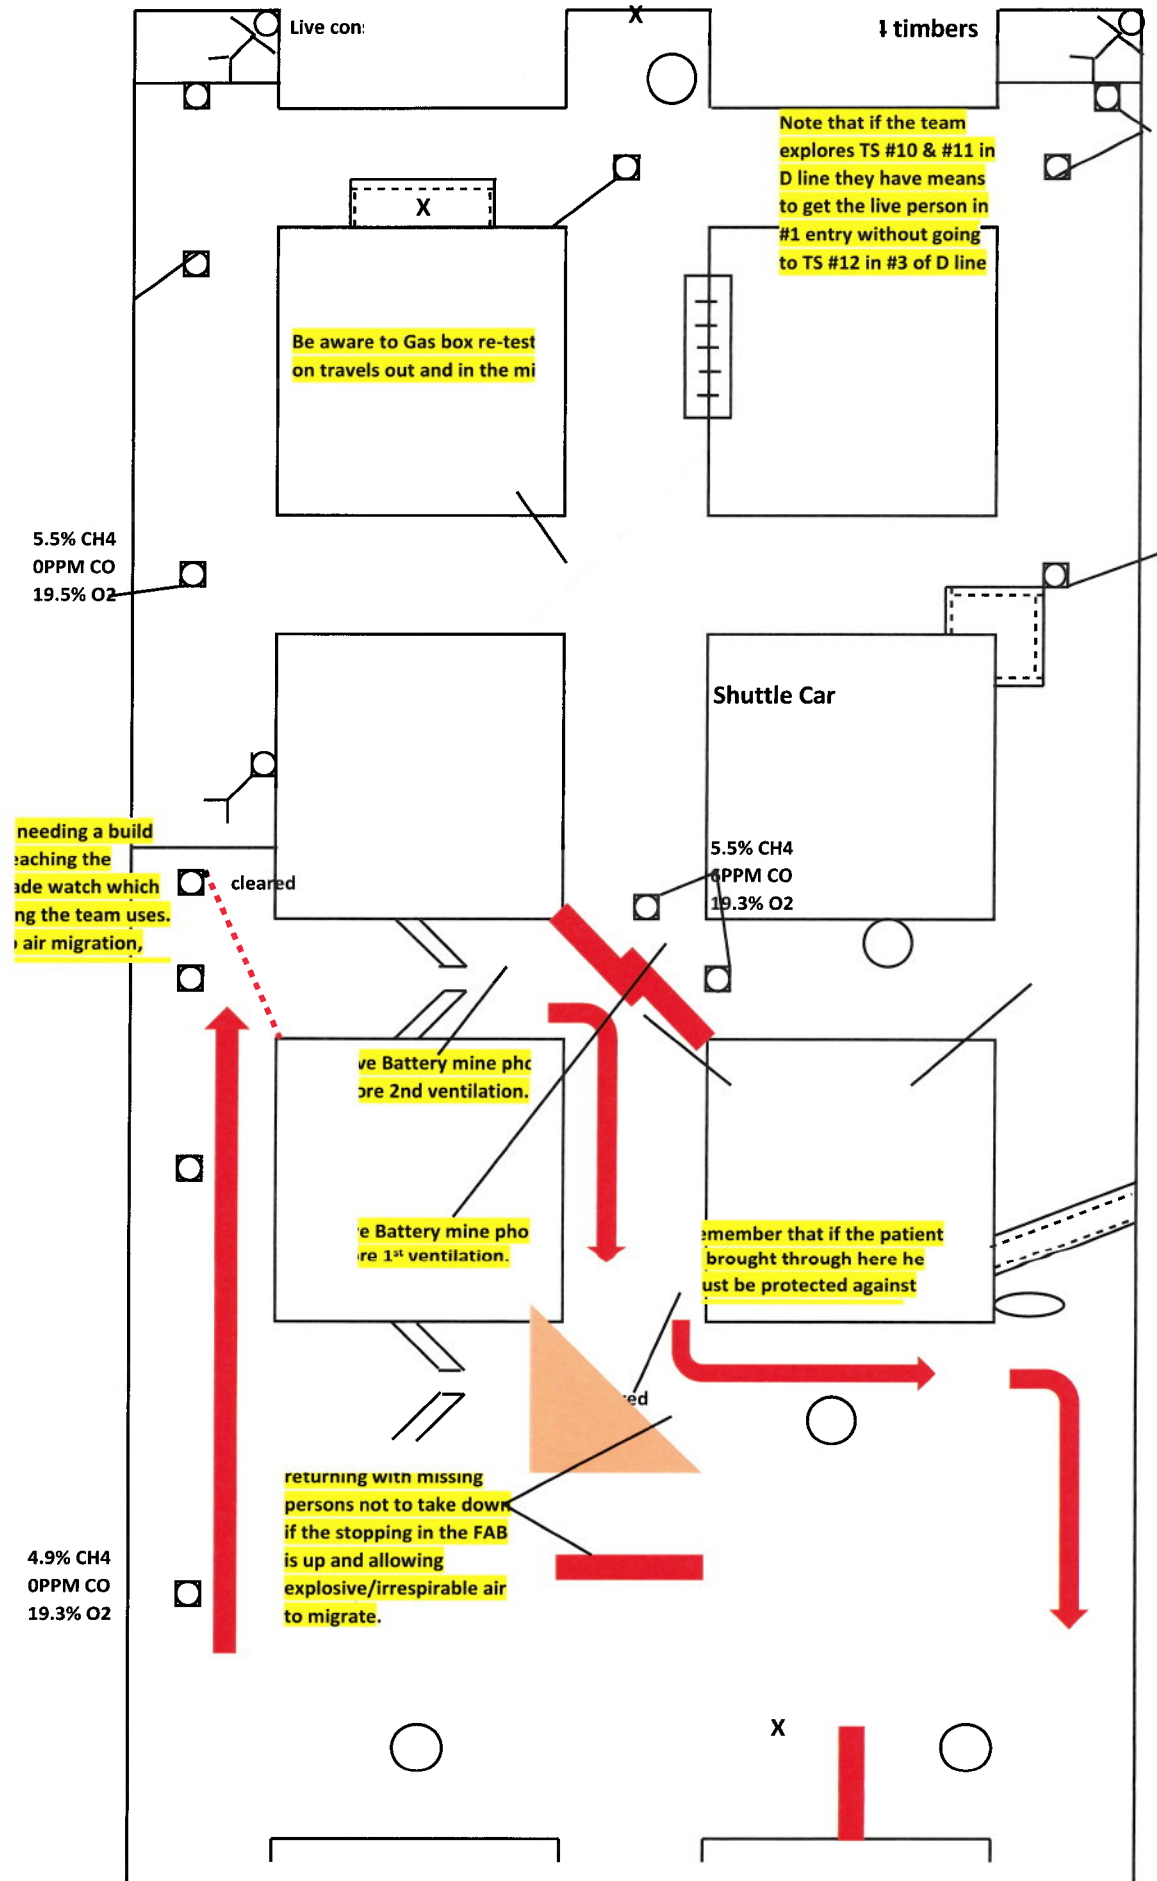 Live con
timbers
X
Note that if the team
explores TS #10 & #11 in
D line they have means
to get the live person in
#1 entry without going
to TS #12 in #3 of D line
X
Be aware to Gas box re-test
on travels out and in the mi
5.5% CH4
0PPM CO
19.5% O2
Shuttle Car
needing a build
eaching the
ade watch which
ng the team uses.
air migration,
cleared
5.5% CH4
6PPM CO
19.3% O2
ve Battery mine pho
ore 2nd ventilation.
ve Battery mine pho
re 1st ventilation.
emember that if the patient
brought through here he
ust be protected against
ed
returning with missing
persons not to take down
if the stopping in the FAB
is up and allowing
explosive/irrespirable air
to migrate.
4.9% CH4
0PPM CO
19.3% O2
X